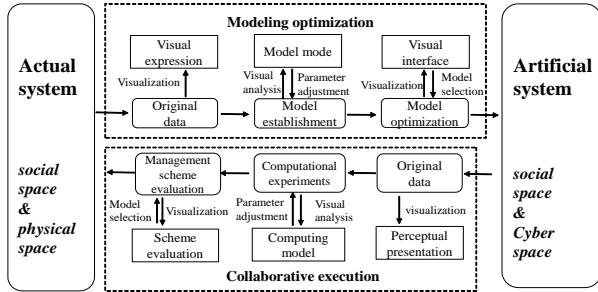 Modeling optimization
Visual
expression
Model mode
Visual
interface
Actual
system
Artificial
system
Visualization
Visual
analysis
Parameter
adjustment
Visualization
Model
selection
Original
data
Model
establishment
Model
optimization
social
space
&
physical
space
social
space
&
Cyber
space
Management
scheme
evaluation
Computational
experiments
Original
data
Model
selection
Visualization
Parameter
adjustment
Visual
analysis
visualization
Scheme
evaluation
Computing
model
Perceptual
presentation
Collaborative execution